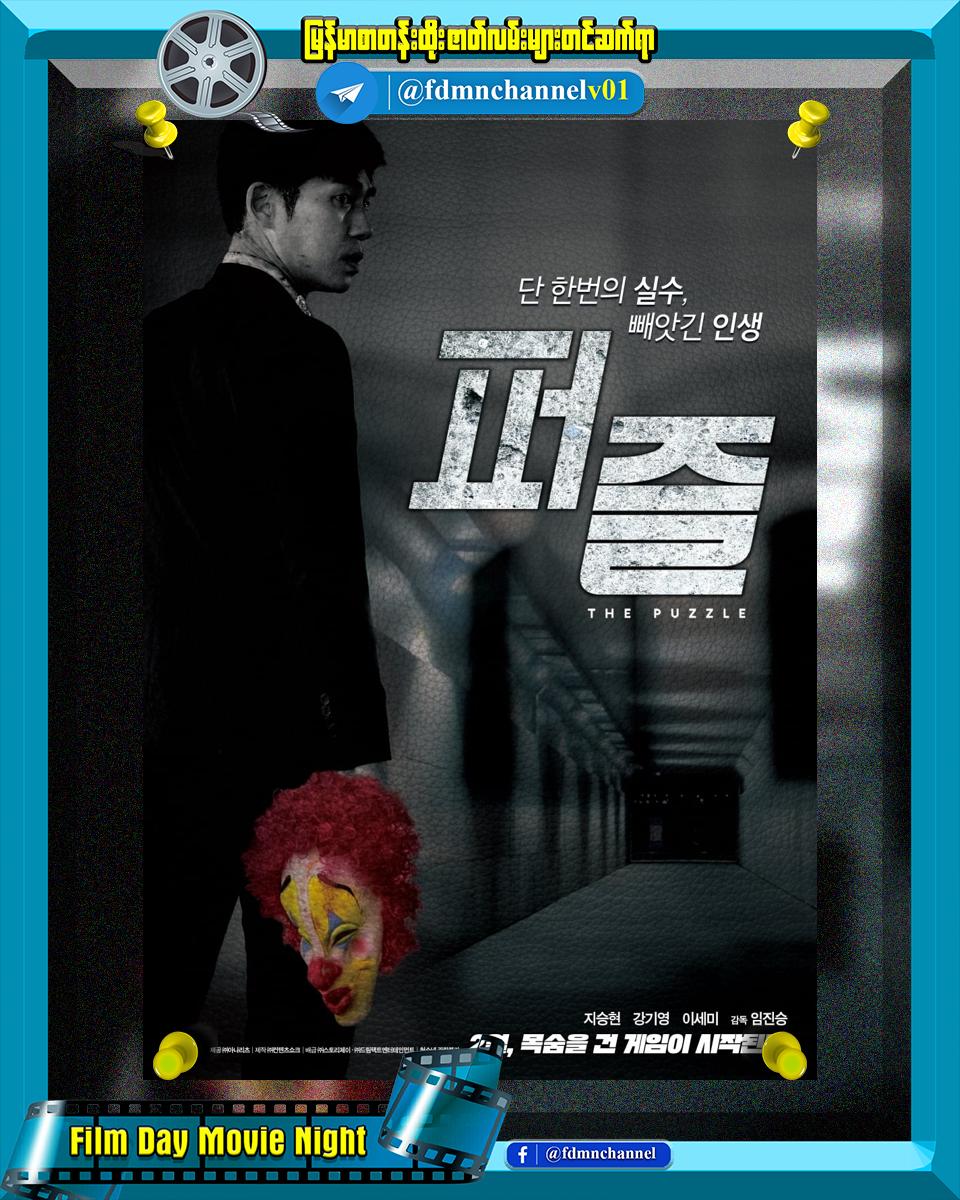 မြန်မာစာတန်းထိုးဇာတ်လမ်းများတင်ဆက်ရာ
@fdmnchannelv01
단 한번의 실수,
빼앗긴 인생
퍼즐
THE PUZZLE
지승현 강기영 이세미 감독 임진승
목숨을 건 게임이 시작된
Film Day Movie Night
@fdmnchannel